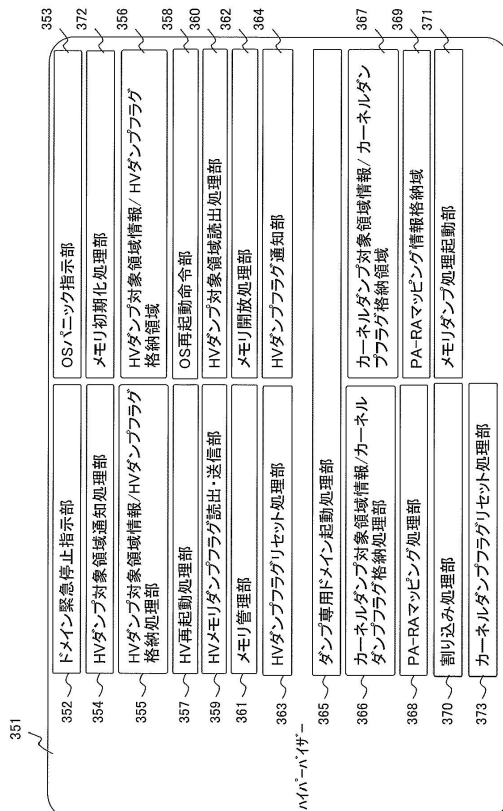 351
ハイパーバイザー
352
ドメイン緊急停止指示部
OSパニック指示部
353
354
HVダンプ対象領域通知処理部
メモリ初期化処理部
372
355
HVダンプ対象領域情報/HVダンプフラグ
格納処理部
HVダンプ対象領域情報/ HVダンプフラグ
格納領域
356
357
HV再起動処理部
OS再起動命令部
358
359
HVメモリダンプフラグ読出・送信部
HVダンプ対象領域読出処理部
360
361
メモリ管理部
メモリ開放処理部
362
363
HVダンプフラグリセット処理部
HVダンプフラグ通知部
364
365
ダンプ専用ドメイン起動処理部
366
カーネルダンプ対象領域情報/カーネル
ダンプフラグ格納処理部
カーネルダンプ対象領域情報/ カーネルダン
プフラグ格納領域
367
368
PA-RAマッピング処理部
PA-RAマッピング情報格納域
369
370
割り込み処理部
メモリダンプ処理起動部
371
373
カーネルダンプフラグリセット処理部